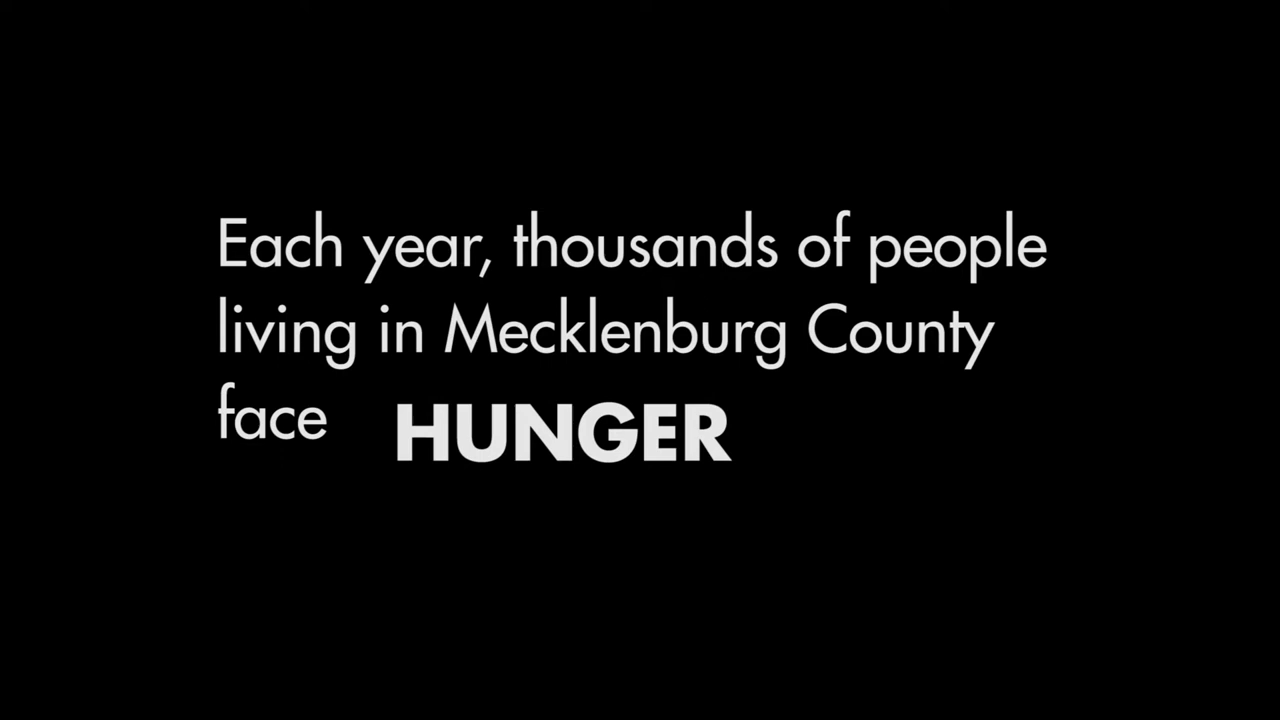 Each year, thousands of people
living in Mecklenburg County
face HUNGER